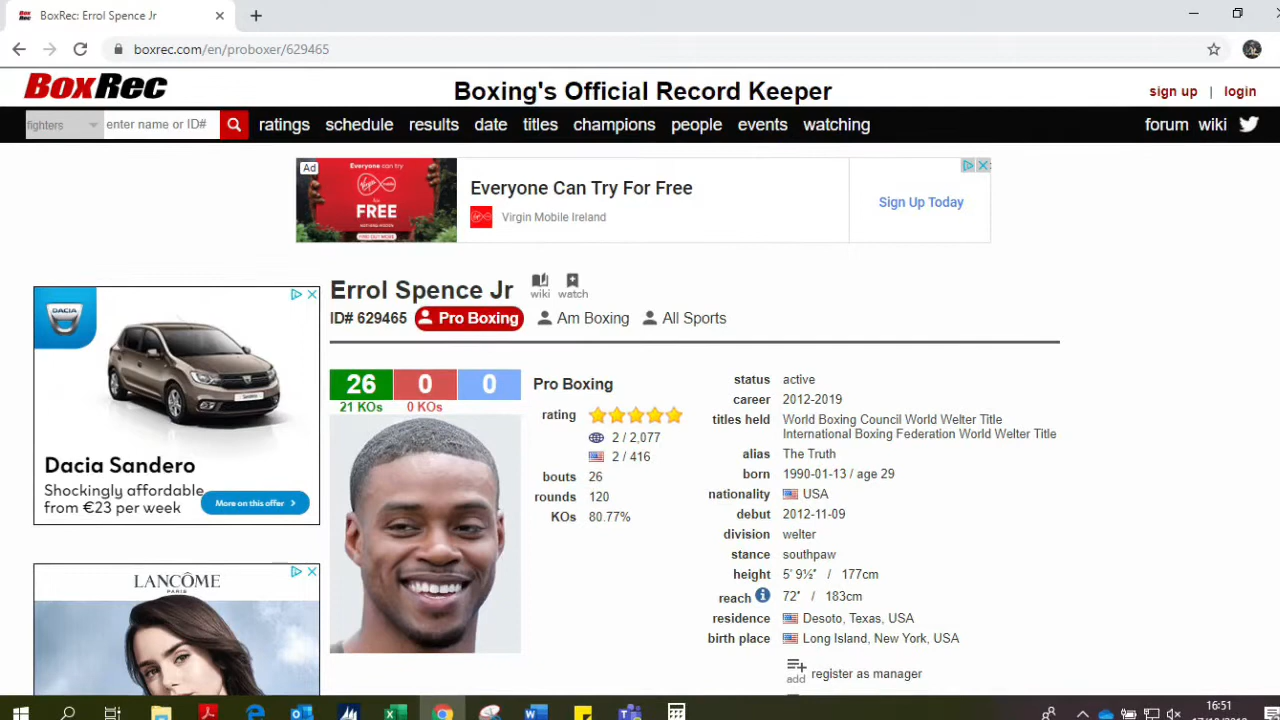 BoxRec: Errol Spence Jr
boxrec.com/en/proboxer/629465
BoxRec
Boxing's Official Record Keeper
sign up | login
fighters
enter name or ID#
ratings schedule results date titles champions people events watching
forum wiki
Ad
Everyone can try
FREE
Everyone Can Try For Free
Virgin Mobile Ireland
Sign Up Today
DACIA
Dacia Sandero
Shockingly affordable,
from €23 per week
More on this offer
LANCÔME
PARIS
Errol Spence Jr
wiki watch
ID# 629465 Pro Boxing Am Boxing All Sports
26 0 0
21 KOs 0 KOs
Pro Boxing
rating
2 / 2,077
2 / 416
bouts 26
rounds 120
KOs 80.77%
status active
career 2012-2019
titles held World Boxing Council World Welter Title
International Boxing Federation World Welter Title
alias The Truth
born 1990-01-13 / age 29
nationality USA
debut 2012-11-09
division welter
stance southpaw
height 5′ 9½″ / 177cm
reach 72″ / 183cm
residence Desoto, Texas, USA
birth place Long Island, New York, USA
add register as manager
16:51